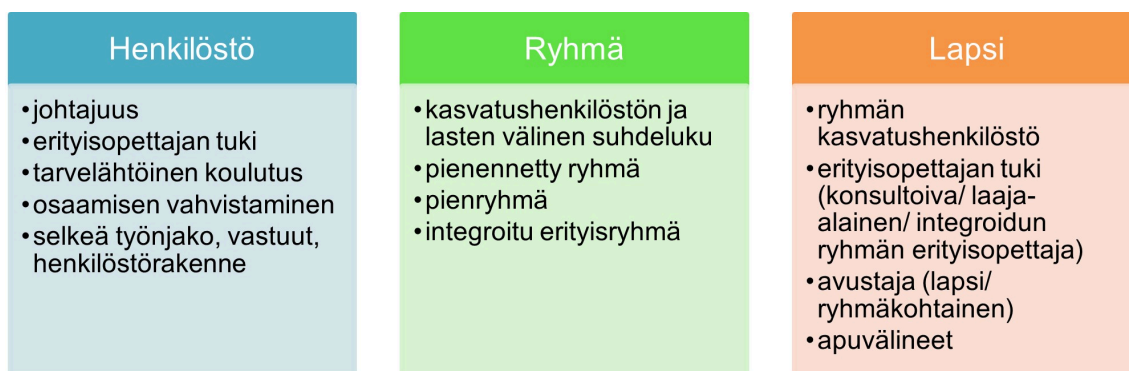 Henkilöstö
•johtajuus
•erityisopettajan tuki
•tarvelähtöinen koulutus
•osaamisen vahvistaminen
•selkeä työnjako, vastuut,
henkilöstörakenne
Ryhmä
•kasvatushenkilöstön ja
lasten välinen suhdeluku
•pienennetty ryhmä
•pienryhmä
•integroitu erityisryhmä
Lapsi
•ryhmän
kasvatushenkilöstö
•erityisopettajan tuki
(konsultoiva/ laaja-
alainen/ integroidun
ryhmän erityisopettaja)
•avustaja (lapsi/
ryhmäkohtainen)
•apuvälineet